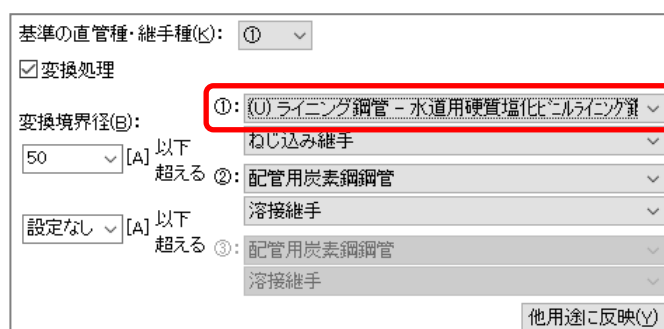 基準の直管種・継手種(K): ①
☑変換処理
変換境界径(B):
①: (U) ライニング鋼管 - 水道用硬質塩化ビニルライニング鋼
ねじ込み継手
50 [A] 以下
超える ②: 配管用炭素鋼鋼管
溶接継手
設定なし [A] 以下
超える ③: 配管用炭素鋼鋼管
溶接継手
他用途に反映(Y)